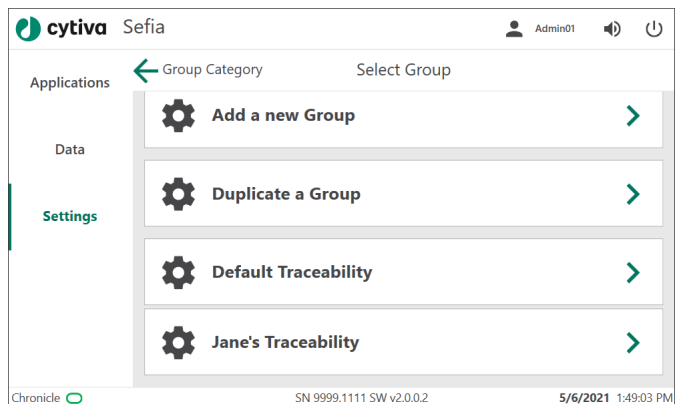 cytiva Sefia Admin01
Applications
Group Category Select Group
Add a new Group
Data
Duplicate a Group
Settings
Default Traceability
Jane's Traceability
Chronicle SN 9999.1111 SW v2.0.0.2 5/6/2021 1:49:03 PM